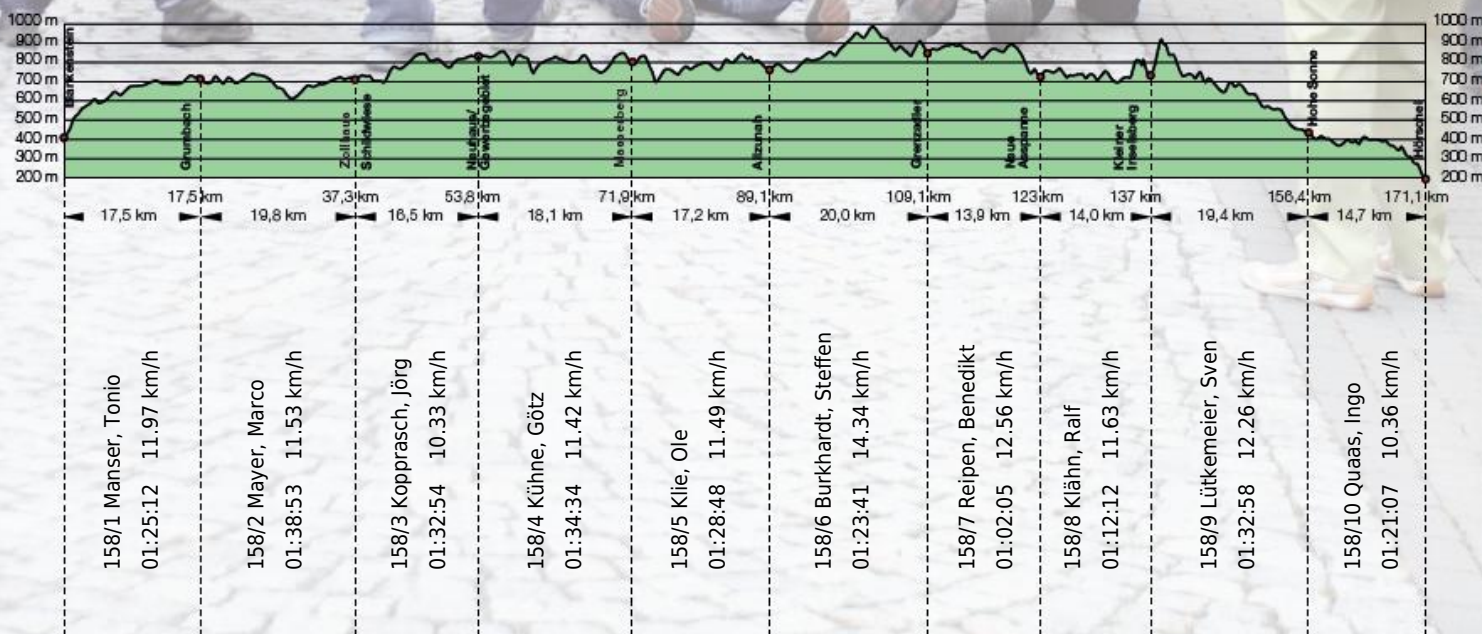 1000 m
900 m
800 m
700 m
600 m
500 m
400 m
300 m
200 m
1000 m
900 m
800 m
700 m
600 m
500 m
400 m
300 m
200 m
Blankenstein
Grumbach
Zollhaus
Schildwiese
Neuhaus/
Masserberg
Allzunah
Grenzadler
Neue
Ausspanne
Kleiner
Inselsberg
Hohe Sonne
Hörschel
17,5 km 37,3 km 53,8 km 71,9 km 89,1 km 109,1 km 123 km 137 km 156,4 km 171,1 km
17,5 km 19,8 km 16,5 km 18,1 km 17,2 km 20,0 km 13,9 km 14,0 km 19,4 km 14,7 km
158/1 Manser, Tonio
01:25:12 11.97 km/h
158/2 Mayer, Marco
01:38:53 11.53 km/h
158/3 Kopprasch, Jörg
01:32:54 10.33 km/h
158/4 Kühne, Götz
01:34:34 11.42 km/h
158/5 Klie, Ole
01:28:48 11.49 km/h
158/6 Burkhardt, Steffen
01:23:41 14.34 km/h
158/7 Reipen, Benedikt
01:02:05 12.56 km/h
158/8 Klähn, Ralf
01:12:12 11.63 km/h
158/9 Lütkemeier, Sven
01:32:58 12.26 km/h
158/10 Quaas, Ingo
01:21:07 10.36 km/h